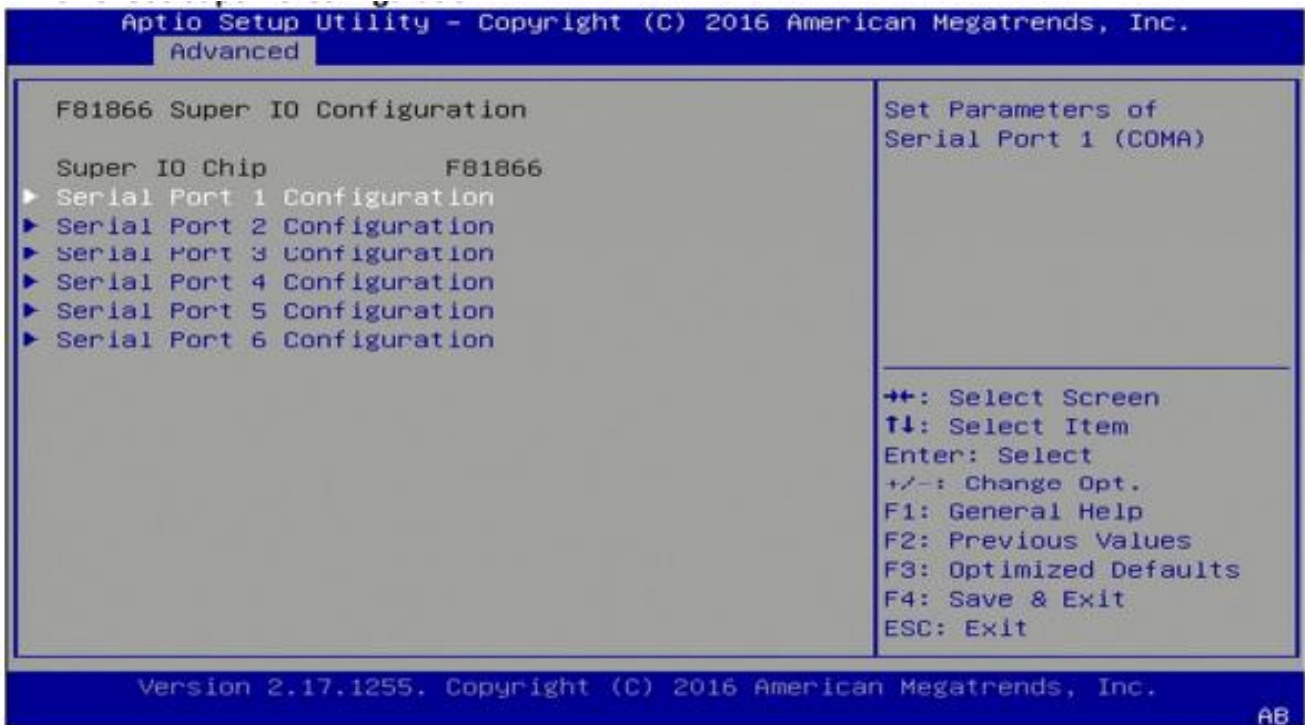 Aptio Setup Utility – Copyright (C) 2016 American Megatrends, Inc.
Advanced
F81866 Super IO Configuration
Super IO Chip F81866
▶ Serial Port 1 Configuration
▶ Serial Port 2 Configuration
▶ Serial Port 3 Configuration
▶ Serial Port 4 Configuration
▶ Serial Port 5 Configuration
▶ Serial Port 6 Configuration
Set Parameters of
Serial Port 1 (COMA)
→←: Select Screen
↑↓: Select Item
Enter: Select
+/-: Change Opt.
F1: General Help
F2: Previous Values
F3: Optimized Defaults
F4: Save & Exit
ESC: Exit
Version 2.17.1255. Copyright (C) 2016 American Megatrends, Inc.
AB